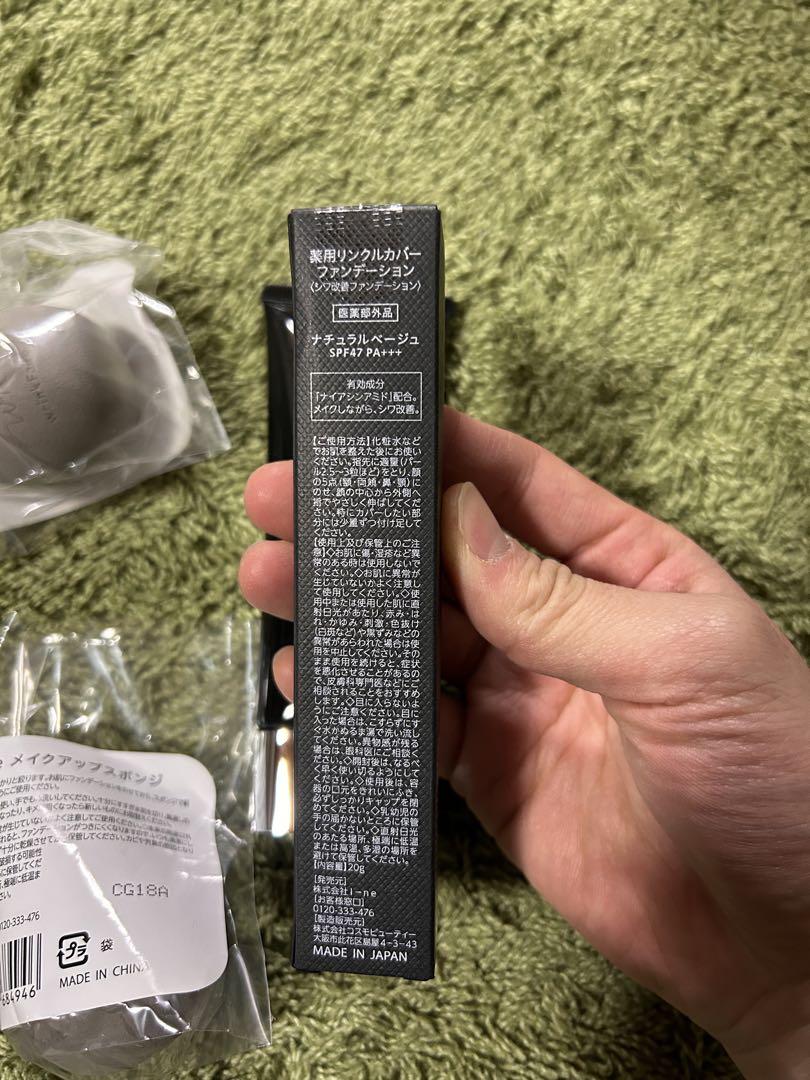 薬用リンクルカバー
ファンデーション
〈シワ改善ファンデーション〉
医薬部外品
ナチュラルベージュ
SPF47 PA+++
有効成分
「ナイアシンアミド」配合。
メイクしながら、シワ改善。
【ご使用方法】化粧水など
でお肌を整えた後にお使い
ください。指先に適量(パー
ル2.5〜3粒ほど)をとり、顔
の5点(額・両頬・鼻・顎)に
のせ、顔の中心から外側へ
指でやさしく伸ばしてくだ
さい。特にカバーしたい部
分には少量ずつ付け足して
ください。
【使用上及び保管上のご注
意】◇お肌に傷・湿疹など異
常のある時は使用しないで
ください。◇お肌に異常が
生じていないかよく注意し
て使用してください。◇使
用中または使用した肌に直
射日光があたり、赤み・は
れ・かゆみ・刺激・色抜け
(白斑など)や黒ずみなどの
異常があらわれた場合は使
用を中止してください。その
まま使用を続けると、症状
を悪化させることがあるの
で、皮膚科専門医などにご
相談されることをおすすめ
します。◇目に入らないよ
うにご注意ください。目に
入った場合は、こすらずにす
ぐ水かぬるま湯で洗い流し
てください。異物感が残る
場合は、眼科医にご相談く
ださい。◇開封後は、なるべ
く早く使い切るようにして
ください。◇使用後は、容
器の口元をきれいにふき、
必ずしっかりキャップを閉
めてください。◇乳幼児の
手の届かないところに保管
してください。◇直射日光
のあたる場所、極端に低温
または高温、多湿の場所を
避けて保管してください。
【内容量】20g
[発売元]
株式会社I-ne
[お客様窓口]
0120-333-476
[製造販売元]
株式会社コスモビューティー
大阪市此花区島屋4-3-43
MADE IN JAPAN
e メイクアップスポンジ
CG18A
0120-333-476
プラ 袋
MADE IN CHINA
684946